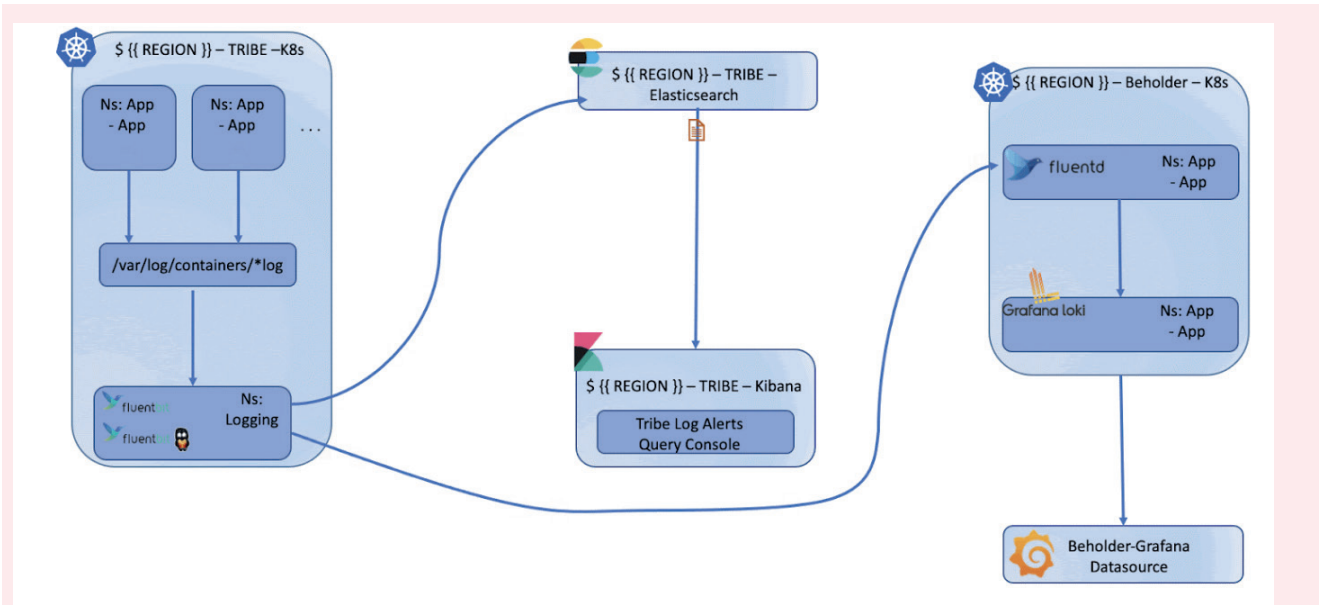 $ {{ REGION }} – TRIBE –K8s
Ns: App
- App
Ns: App
- App
...
/var/log/containers/*log
fluentbit
fluentbit
Ns:
Logging
$ {{ REGION }} – TRIBE –
Elasticsearch
$ {{ REGION }} – TRIBE – Kibana
Tribe Log Alerts
Query Console
$ {{ REGION }} – Beholder – K8s
fluentd
Ns: App
- App
Grafana loki
Ns: App
- App
Beholder-Grafana
Datasource